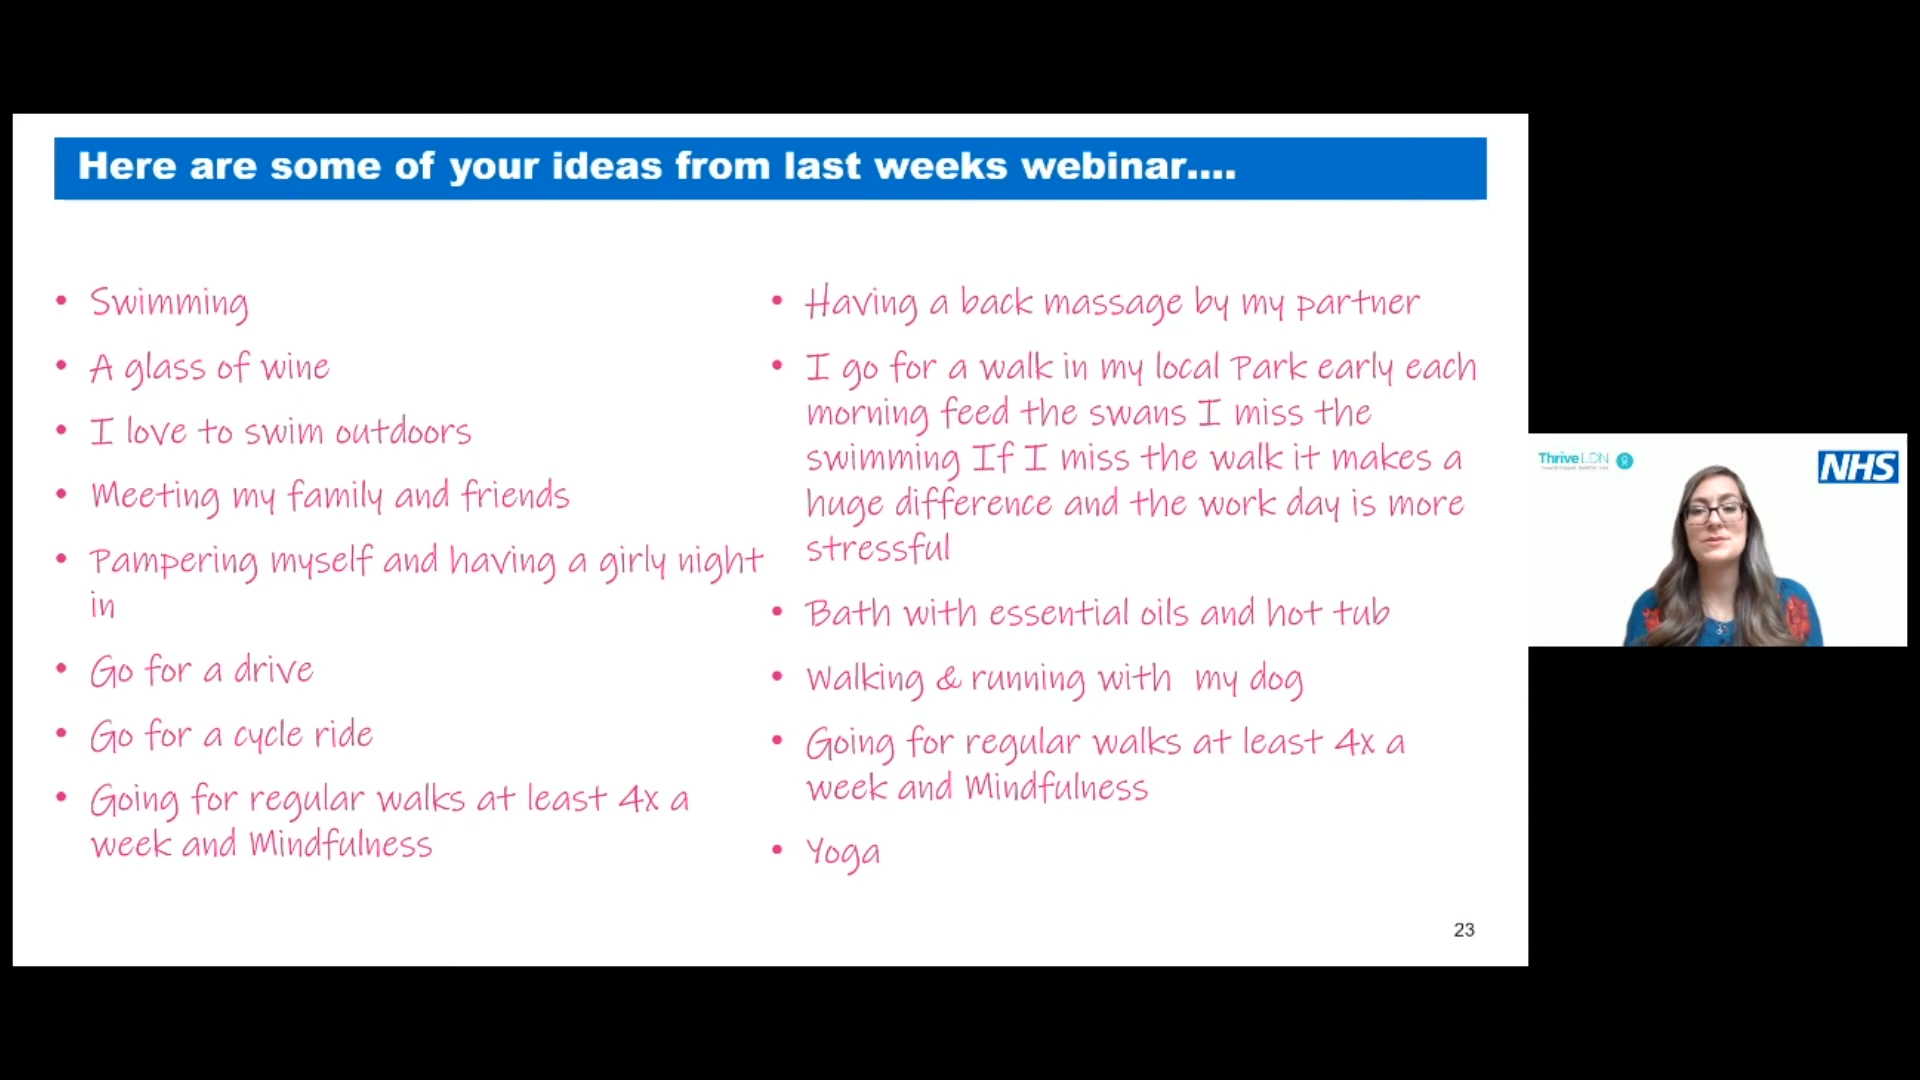 Here are some of your ideas from last weeks webinar....
• Swimming
• A glass of wine
• I love to swim outdoors
• Meeting my family and friends
• Pampering myself and having a girly night
in
• Go for a drive
• Go for a cycle ride
• Going for regular walks at least 4x a
week and Mindfulness
• Having a back massage by my partner
• I go for a walk in my local Park early each
morning feed the swans I miss the
swimming If I miss the walk it makes a
huge difference and the work day is more
stressful
• Bath with essential oils and hot tub
• Walking & running with  my dog
• Going for regular walks at least 4x a
week and Mindfulness
• Yoga
23
Thrive LDN
NHS